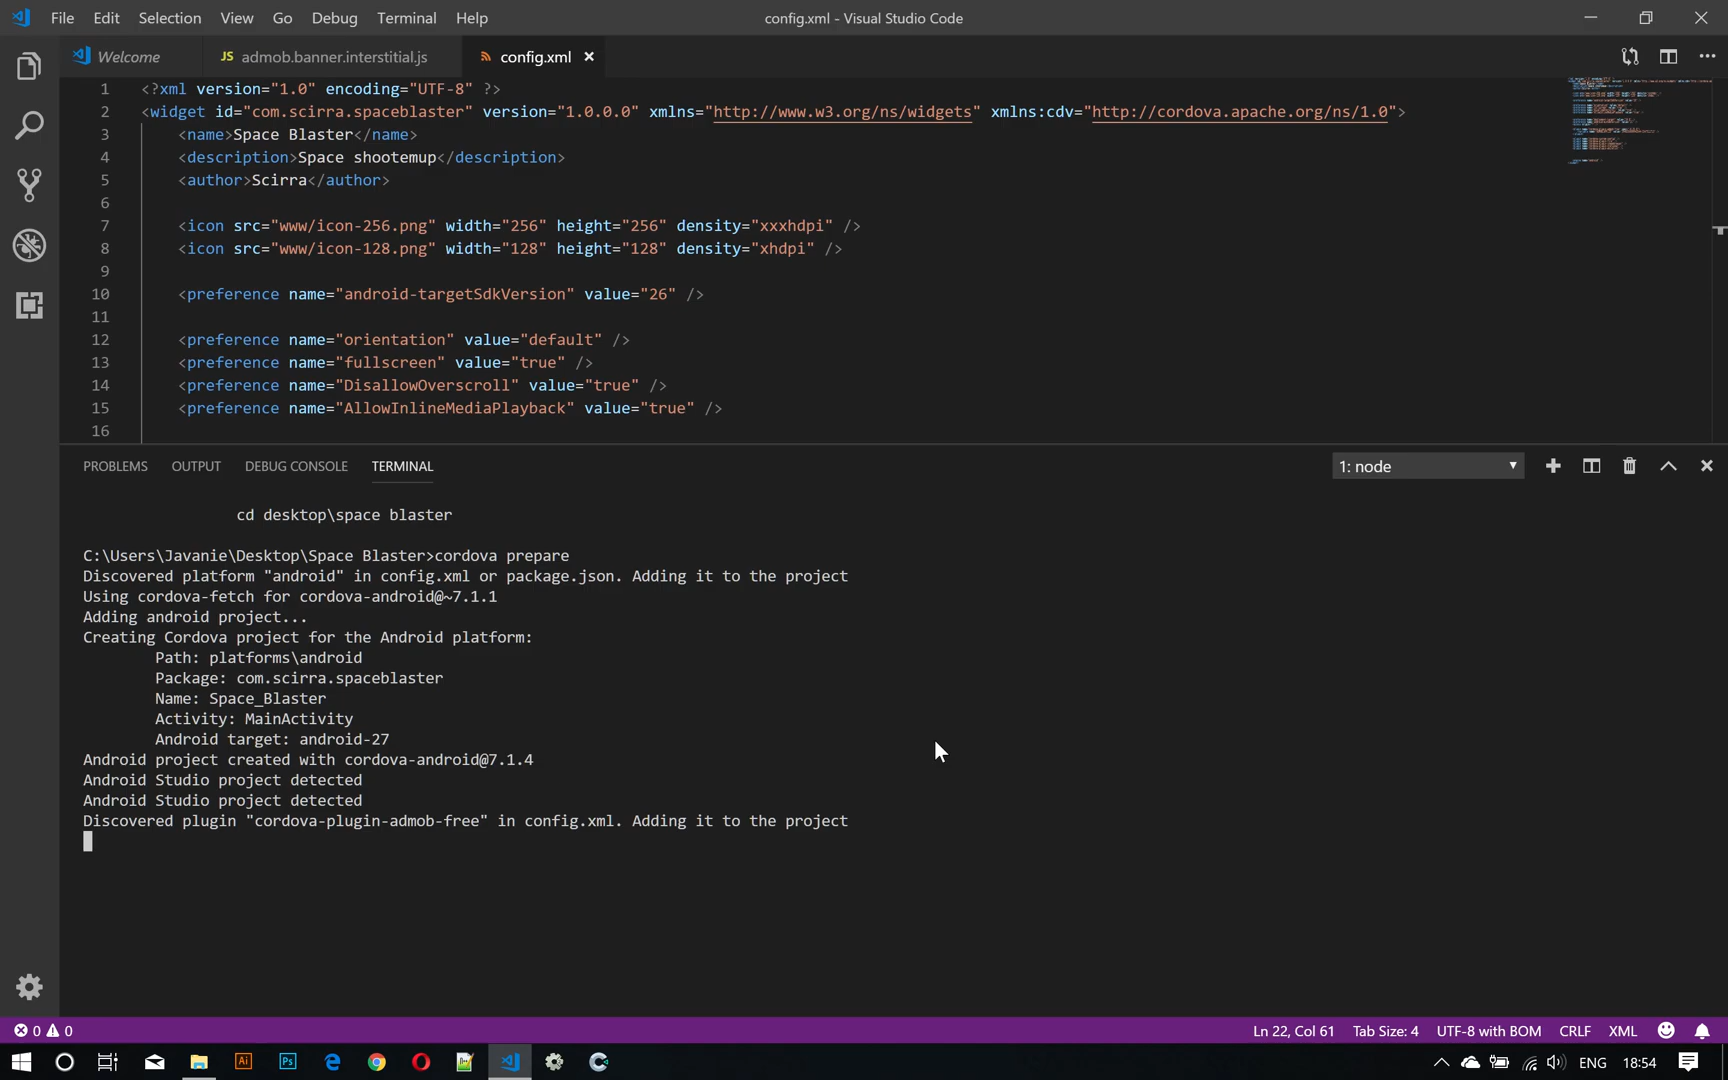 File Edit Selection View Go Debug Terminal Help
config.xml - Visual Studio Code
Welcome
JS admob.banner.interstitial.js
config.xml
1 <?xml version="1.0" encoding="UTF-8" ?>
2 <widget id="com.scirra.spaceblaster" version="1.0.0.0" xmlns="http://www.w3.org/ns/widgets" xmlns:cdv="http://cordova.apache.org/ns/1.0">
3 <name>Space Blaster</name>
4 <description>Space shootemup</description>
5 <author>Scirra</author>
6
7 <icon src="www/icon-256.png" width="256" height="256" density="xxxhdpi" />
8 <icon src="www/icon-128.png" width="128" height="128" density="xhdpi" />
9
10 <preference name="android-targetSdkVersion" value="26" />
11
12 <preference name="orientation" value="default" />
13 <preference name="fullscreen" value="true" />
14 <preference name="DisallowOverscroll" value="true" />
15 <preference name="AllowInlineMediaPlayback" value="true" />
16
PROBLEMS OUTPUT DEBUG CONSOLE TERMINAL
1: node
cd desktop\space blaster
C:\Users\Javanie\Desktop\Space Blaster>cordova prepare
Discovered platform "android" in config.xml or package.json. Adding it to the project
Using cordova-fetch for cordova-android@~7.1.1
Adding android project...
Creating Cordova project for the Android platform:
Path: platforms\android
Package: com.scirra.spaceblaster
Name: Space_Blaster
Activity: MainActivity
Android target: android-27
Android project created with cordova-android@7.1.4
Android Studio project detected
Android Studio project detected
Discovered plugin "cordova-plugin-admob-free" in config.xml. Adding it to the project
0 0
Ln 22, Col 61 Tab Size: 4 UTF-8 with BOM CRLF XML
Ai Ps
ENG 18:54